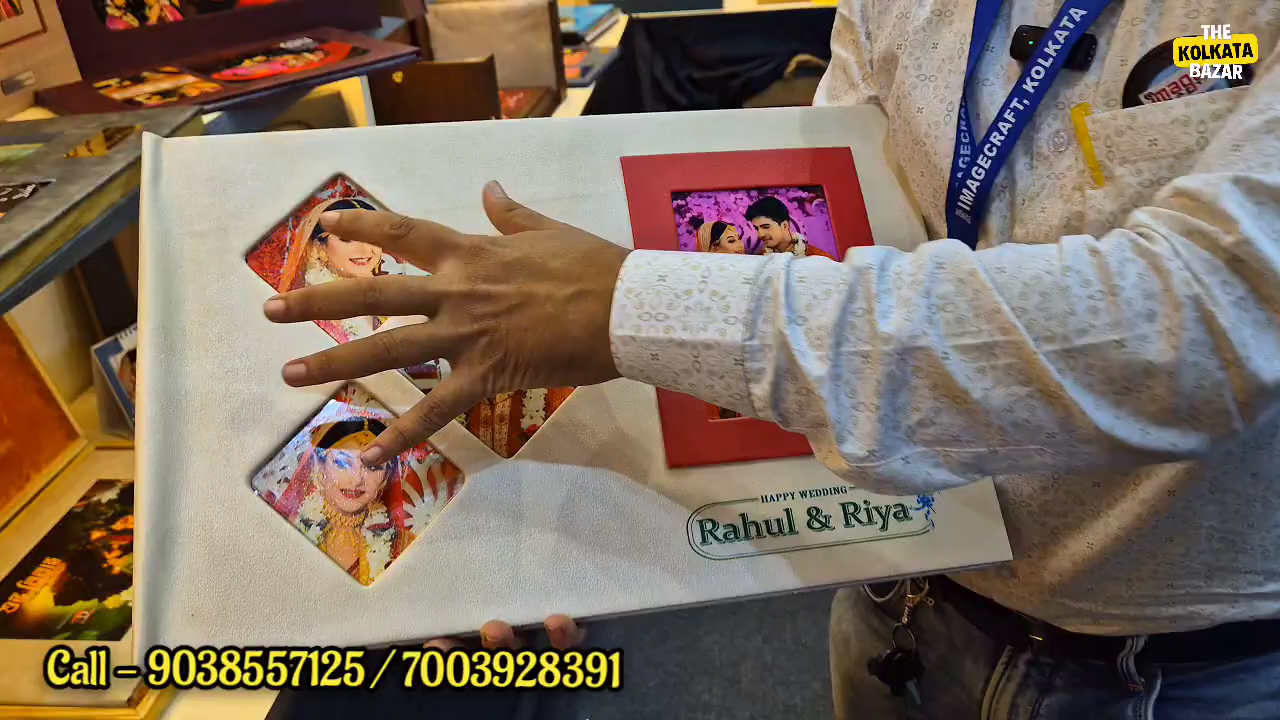 THE
KOLKATA
BAZAR
IMAGECRAFT, KOLKATA
HAPPY WEDDING
Rahul & Riya
Call - 9038557125 / 7003928391